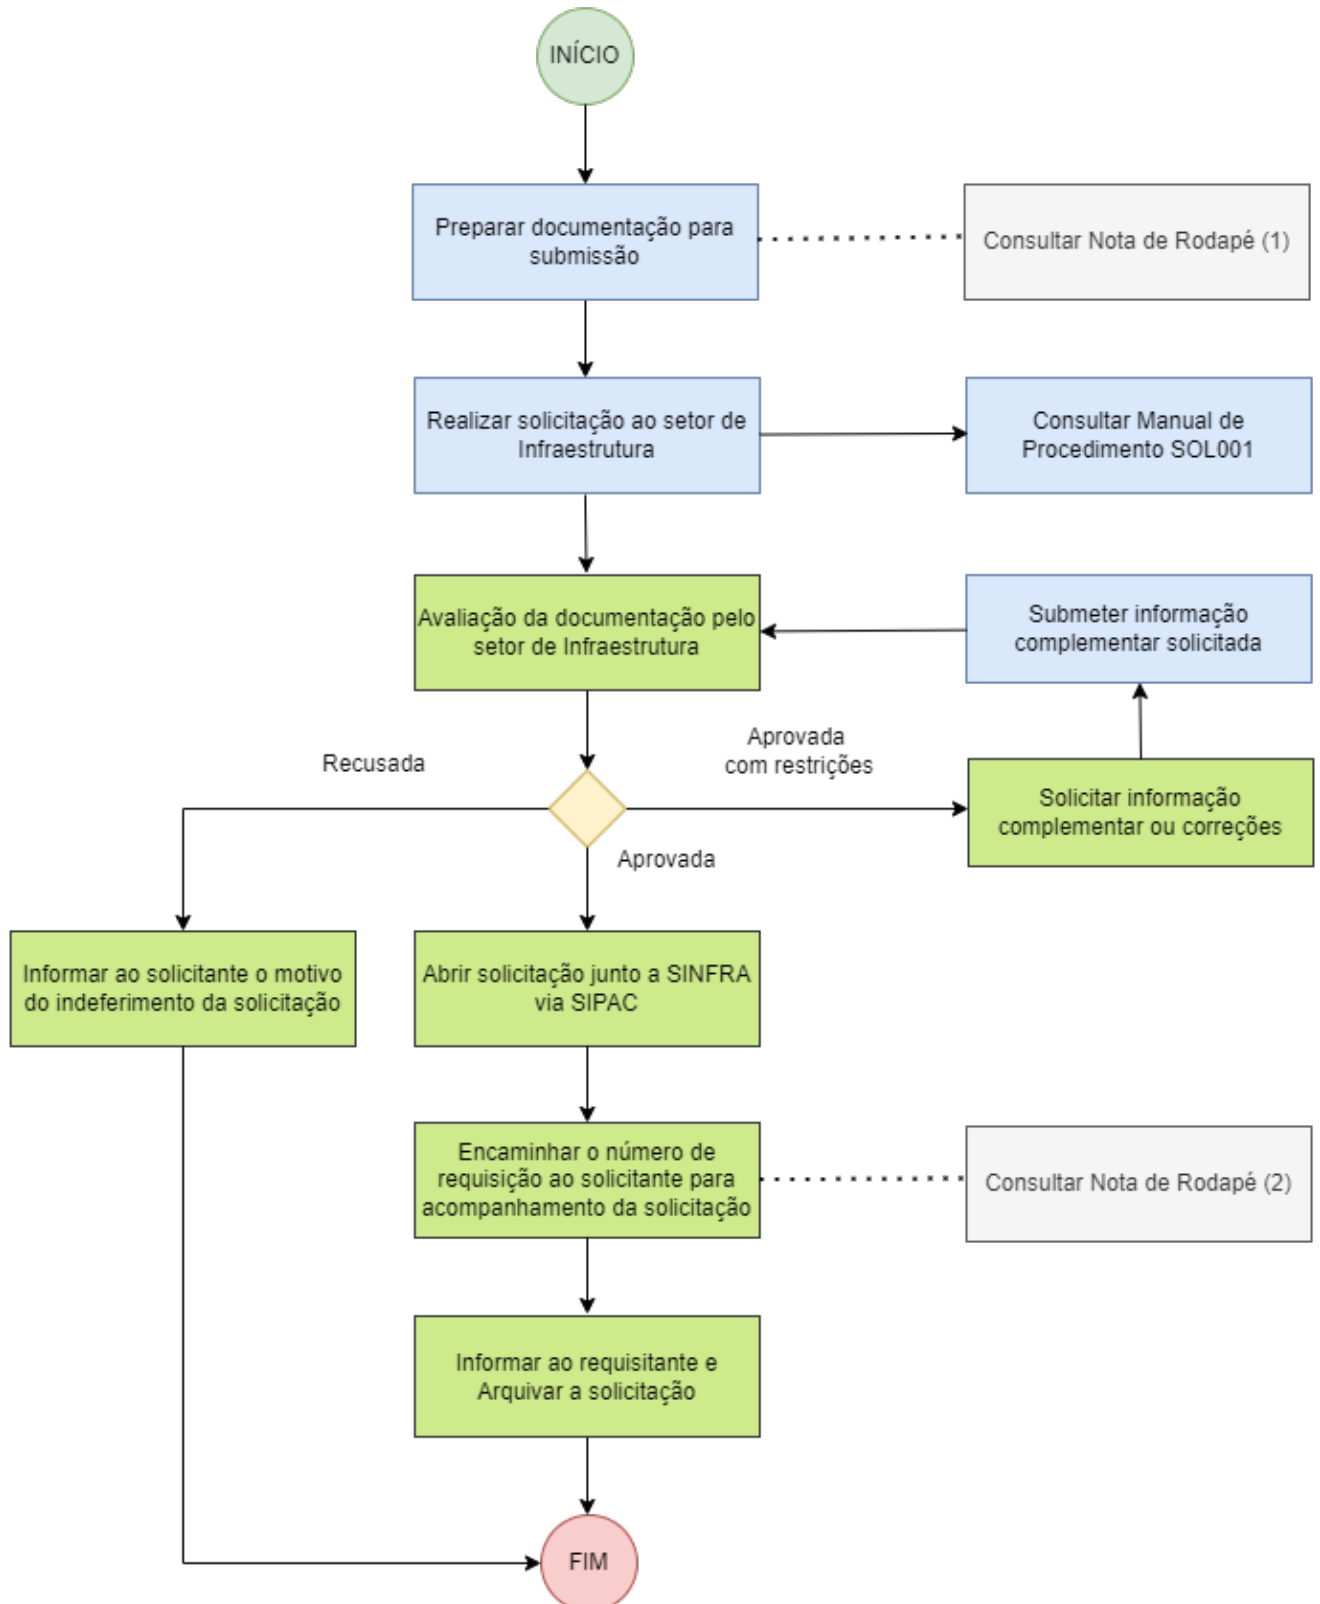 INÍCIO
Preparar documentação para
submissão
Consultar Nota de Rodapé (1)
Realizar solicitação ao setor de
Infraestrutura
Consultar Manual de
Procedimento SOL001
Avaliação da documentação pelo
setor de Infraestrutura
Submeter informação
complementar solicitada
Recusada
Aprovada
com restrições
Solicitar informação
complementar ou correções
Aprovada
Informar ao solicitante o motivo
do indeferimento da solicitação
Abrir solicitação junto a SINFRA
via SIPAC
Encaminhar o número de
requisição ao solicitante para
acompanhamento da solicitação
Consultar Nota de Rodapé (2)
Informar ao requisitante e
Arquivar a solicitação
FIM